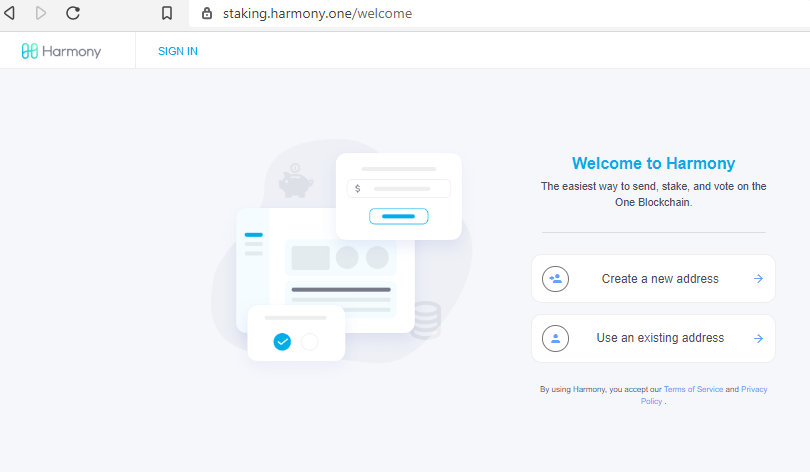 staking.harmony.one/welcome
Harmony
SIGN IN
$
Welcome to Harmony
The easiest way to send, stake, and vote on the
One Blockchain.
Create a new address
Use an existing address
By using Harmony, you accept our Terms of Service and Privacy
Policy .